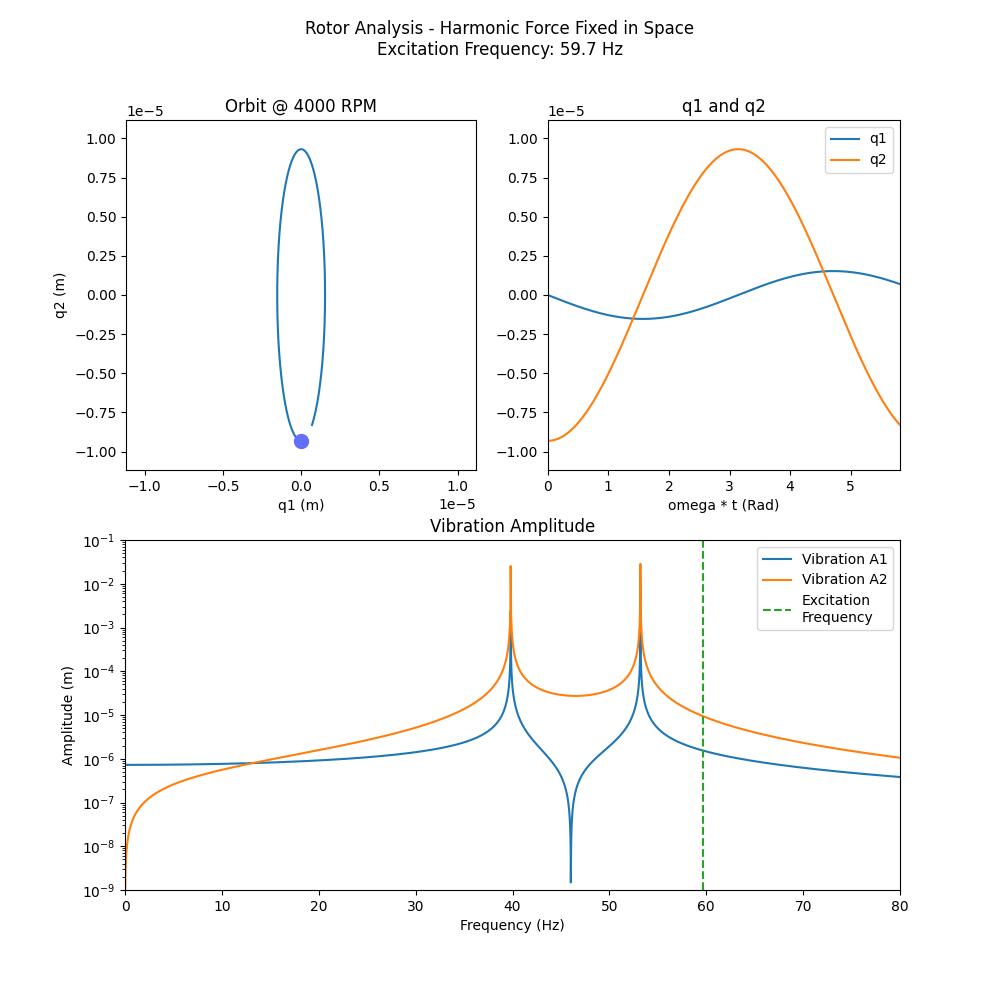 Rotor Analysis - Harmonic Force Fixed in Space
Excitation Frequency: 59.7 Hz
Orbit @ 4000 RPM
1e−5
1.00
0.75
0.50
0.25
0.00
−0.25
−0.50
−0.75
−1.00
q2 (m)
−1.0
−0.5
0.0
0.5
1.0
1e−5
q1 (m)
q1 and q2
1e−5
1.00
0.75
0.50
0.25
0.00
−0.25
−0.50
−0.75
−1.00
q1
q2
0
1
2
3
4
5
omega * t (Rad)
Vibration Amplitude
10−1
10−2
10−3
10−4
10−5
10−6
10−7
10−8
10−9
Amplitude (m)
Vibration A1
Vibration A2
Excitation
Frequency
0
10
20
30
40
50
60
70
80
Frequency (Hz)